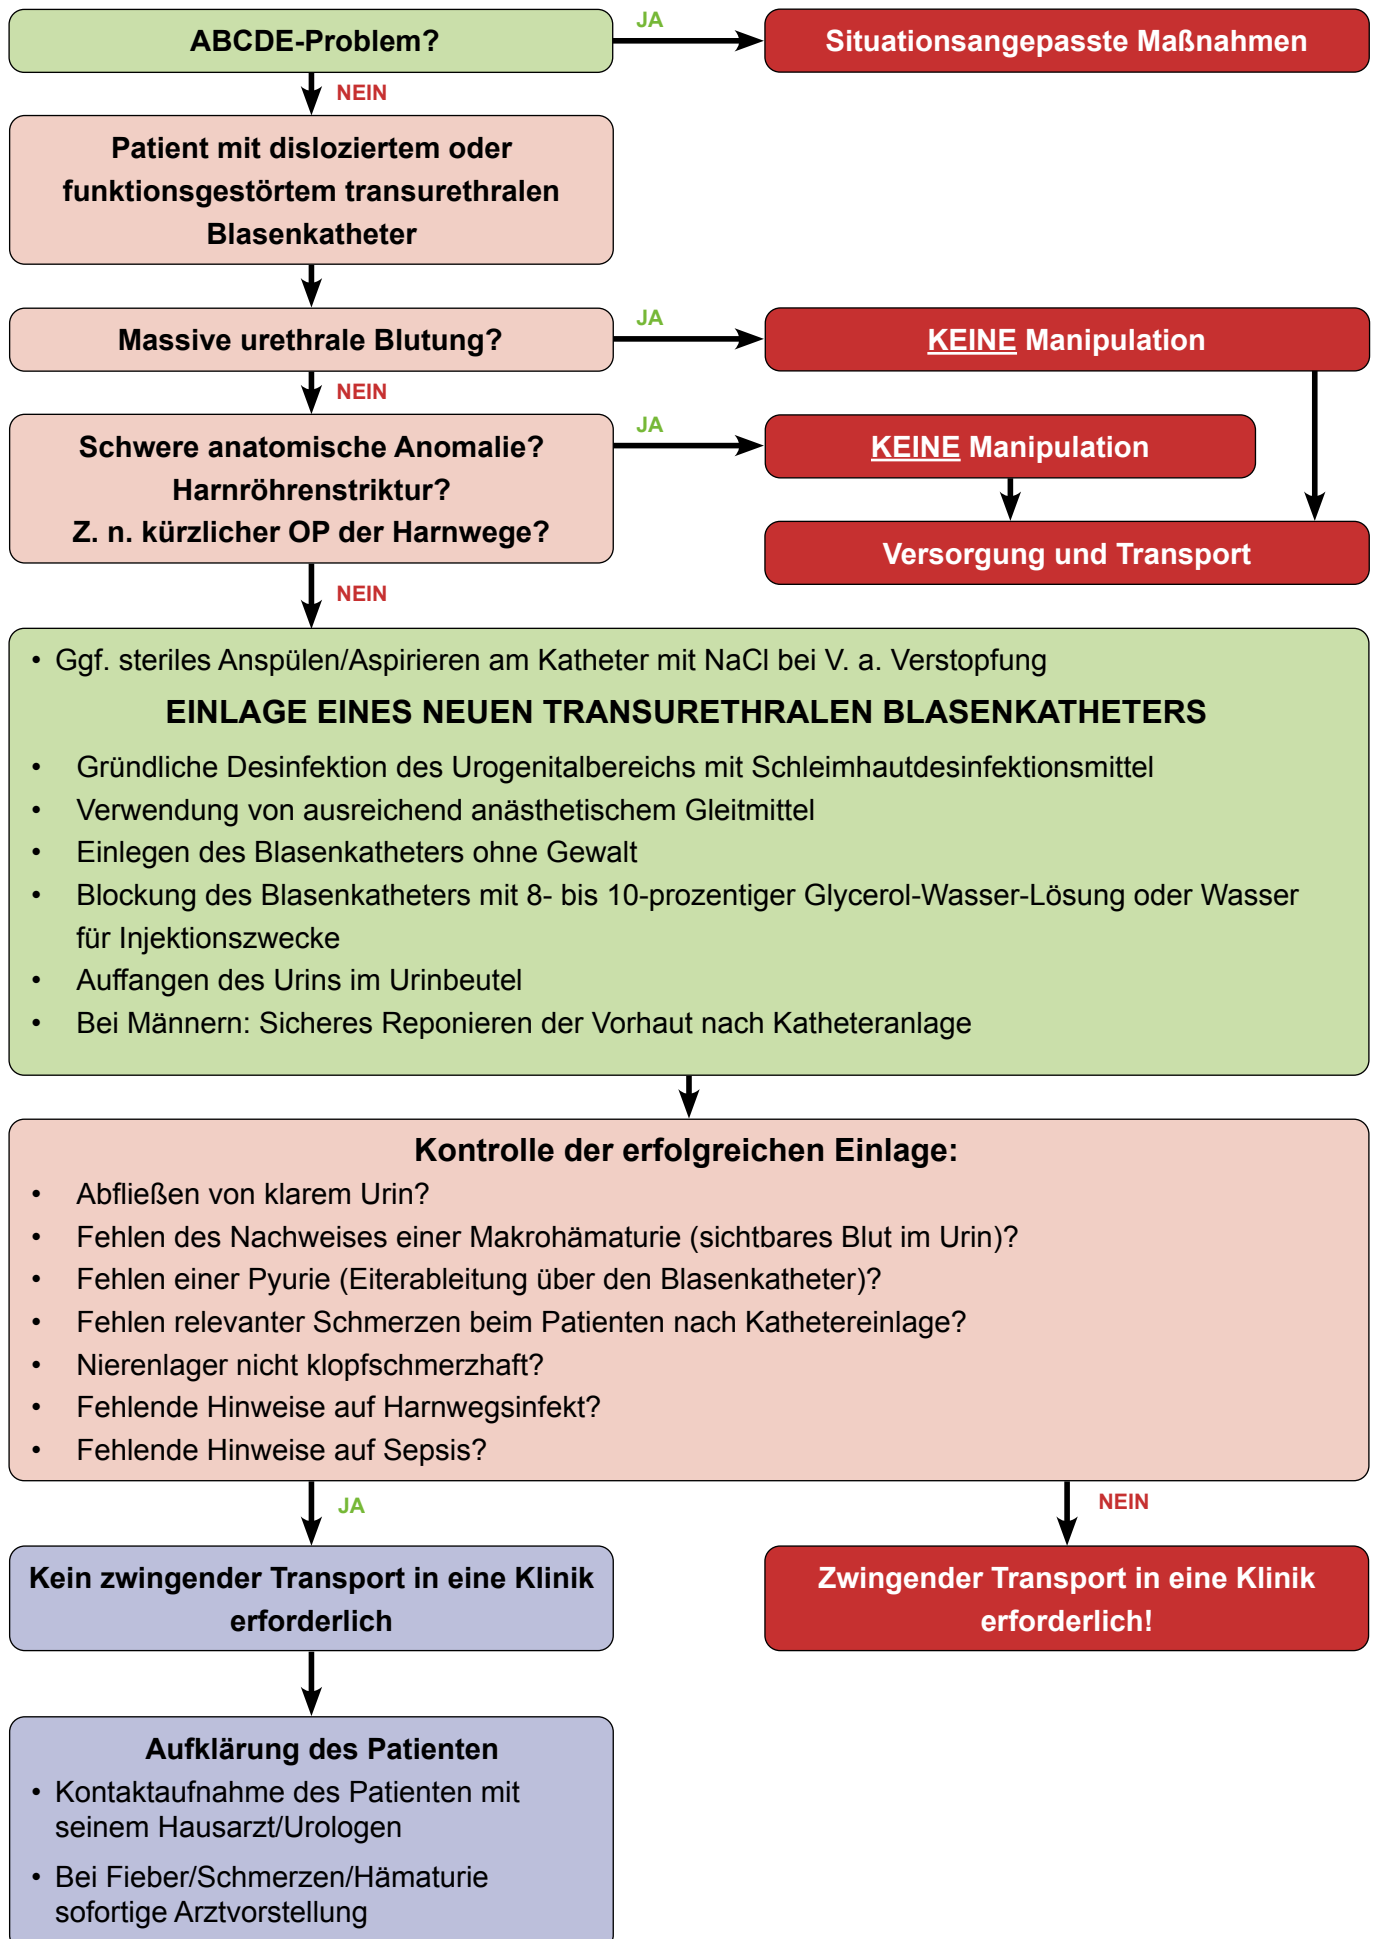 ABCDE-Problem?
JA
Situationsangepasste Maßnahmen
NEIN
Patient mit disloziertem oder
funktionsgestörtem transurethralen
Blasenkatheter
Massive urethrale Blutung?
JA
KEINE Manipulation
NEIN
Schwere anatomische Anomalie?
Harnröhrenstriktur?
Z. n. kürzlicher OP der Harnwege?
JA
KEINE Manipulation
Versorgung und Transport
NEIN
• Ggf. steriles Anspülen/Aspirieren am Katheter mit NaCl bei V. a. Verstopfung
EINLAGE EINES NEUEN TRANSURETHRALEN BLASENKATHETERS
• Gründliche Desinfektion des Urogenitalbereichs mit Schleimhautdesinfektionsmittel
• Verwendung von ausreichend anästhetischem Gleitmittel
• Einlegen des Blasenkatheters ohne Gewalt
• Blockung des Blasenkatheters mit 8- bis 10-prozentiger Glycerol-Wasser-Lösung oder Wasser
für Injektionszwecke
• Auffangen des Urins im Urinbeutel
• Bei Männern: Sicheres Reponieren der Vorhaut nach Katheteranlage
Kontrolle der erfolgreichen Einlage:
• Abfließen von klarem Urin?
• Fehlen des Nachweises einer Makrohämaturie (sichtbares Blut im Urin)?
• Fehlen einer Pyurie (Eiterableitung über den Blasenkatheter)?
• Fehlen relevanter Schmerzen beim Patienten nach Kathetereinlage?
• Nierenlager nicht klopfschmerzhaft?
• Fehlende Hinweise auf Harnwegsinfekt?
• Fehlende Hinweise auf Sepsis?
JA
NEIN
Kein zwingender Transport in eine Klinik
erforderlich
Zwingender Transport in eine Klinik
erforderlich!
Aufklärung des Patienten
• Kontaktaufnahme des Patienten mit
seinem Hausarzt/Urologen
• Bei Fieber/Schmerzen/Hämaturie
sofortige Arztvorstellung